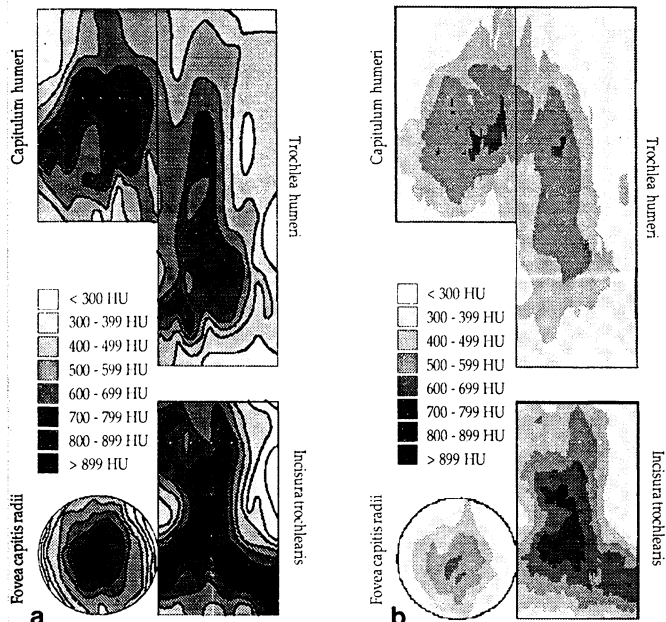 Capitulum humeri
Trochlea humeri
< 300 HU
300 - 399 HU
400 - 499 HU
500 - 599 HU
600 - 699 HU
700 - 799 HU
800 - 899 HU
> 899 HU
Fovea capitis radii
Incisura trochlearis
a
Capitulum humeri
Trochlea humeri
< 300 HU
300 - 399 HU
400 - 499 HU
500 - 599 HU
600 - 699 HU
700 - 799 HU
800 - 899 HU
> 899 HU
Fovea capitis radii
Incisura trochlearis
b